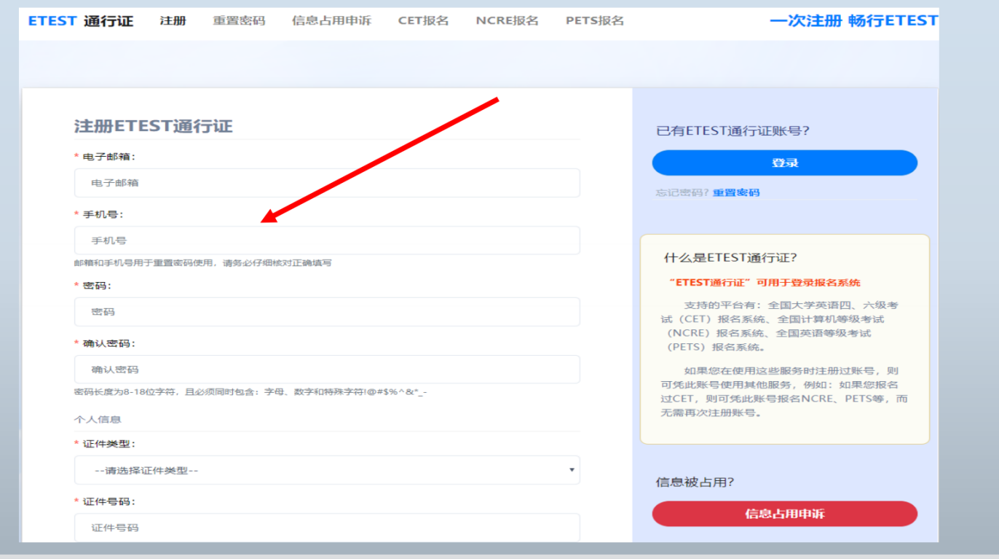 ETEST 通行证 注册 重置密码 信息占用申诉 CET报名 NCRE报名 PETS报名 一次注册 畅行ETEST
注册ETEST通行证
* 电子邮箱：
电子邮箱
* 手机号：
手机号
邮箱和手机号用于重置密码使用，请务必仔细核对正确填写
* 密码：
密码
* 确认密码：
确认密码
密码长度为8-18位字符，且必须同时包含：字母、数字和特殊字符!@#$%^&*_-
个人信息
* 证件类型：
--请选择证件类型--
* 证件号码：
证件号码
已有ETEST通行证账号?
登录
忘记密码? 重置密码
什么是ETEST通行证?
“ETEST通行证”可用于登录报名系统
支持的平台有：全国大学英语四、六级考
试（CET）报名系统、全国计算机等级考试
（NCRE）报名系统、全国英语等级考试
（PETS）报名系统。
如果您在使用这些服务时注册过账号，则
可凭此账号使用其他服务，例如：如果您报名
过CET，则可凭此账号报名NCRE、PETS等，而
无需再次注册账号。
信息被占用?
信息占用申诉